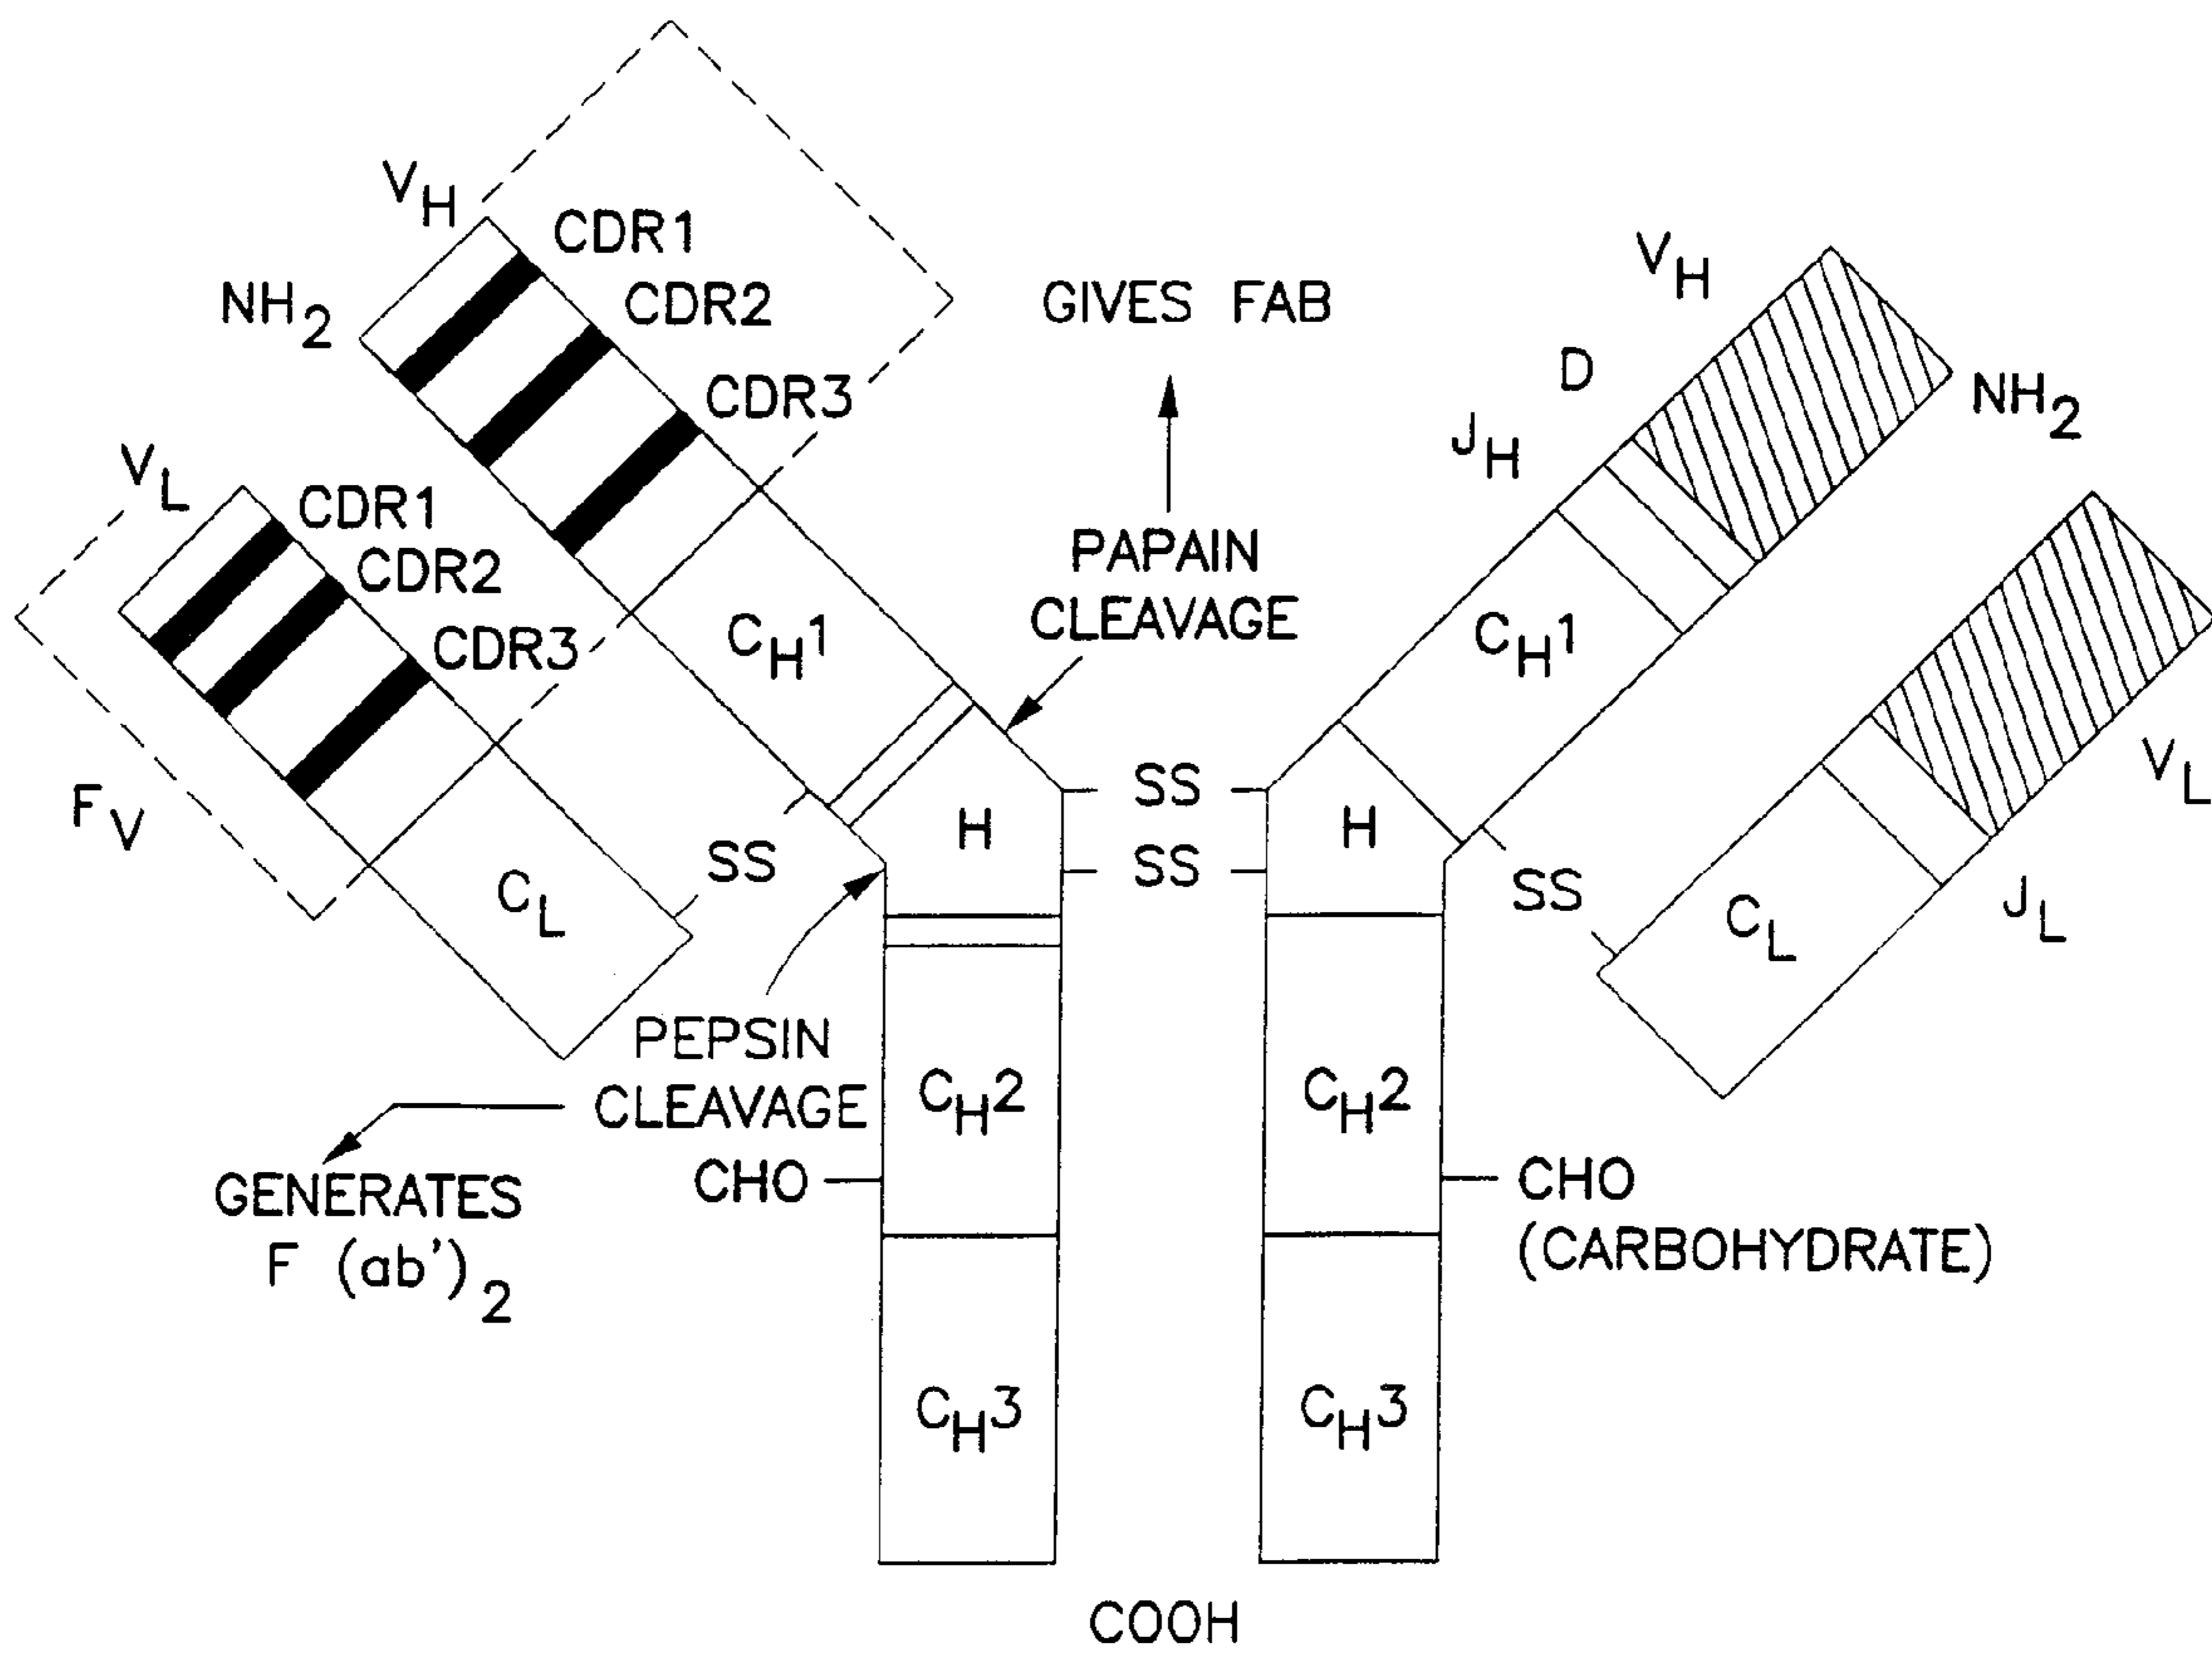 V_H
CDR1
NH_2
CDR2
CDR3
V_L
CDR1
CDR2
CDR3
F_V
C_H1
C_L
SS
GIVES FAB
PAPAIN
CLEAVAGE
H
SS
SS
H
PEPSIN
CLEAVAGE
GENERATES
F (ab')_2
CHO
C_H2
C_H3
C_H2
C_H3
COOH
V_H
D
J_H
NH_2
C_H1
SS
V_L
J_L
C_L
CHO
(CARBOHYDRATE)